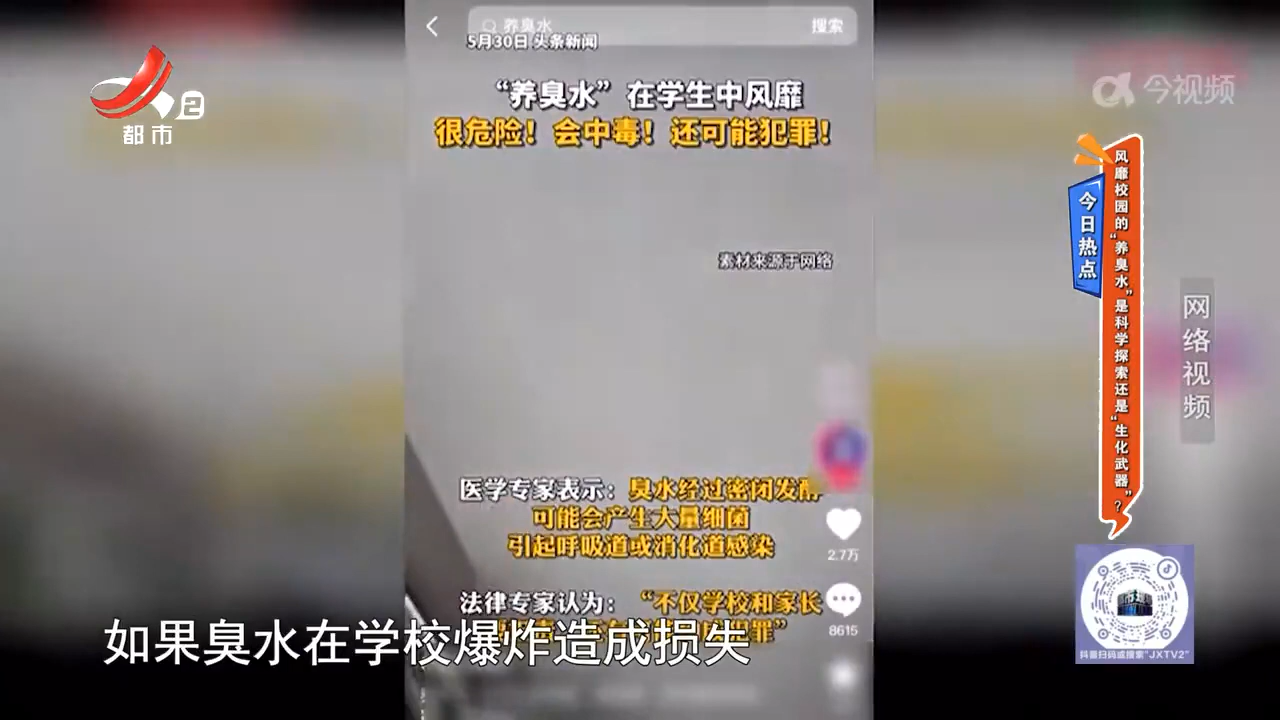 养臭水
搜索
5月30日 头条新闻
2
都市
今视频
“养臭水”在学生中风靡
很危险！会中毒！还可能犯罪！
素材来源于网络
今日热点
风靡校园的“养臭水”是科学探索还是“生化武器”？
网络视频
医学专家表示：臭水经过密闭发酵
可能会产生大量细菌
引起呼吸道或消化道感染
2.7万
法律专家认为：“不仅学校和家长
犯罪”
8615
如果臭水在学校爆炸造成损失
抖音扫码或搜索“JXTV2”